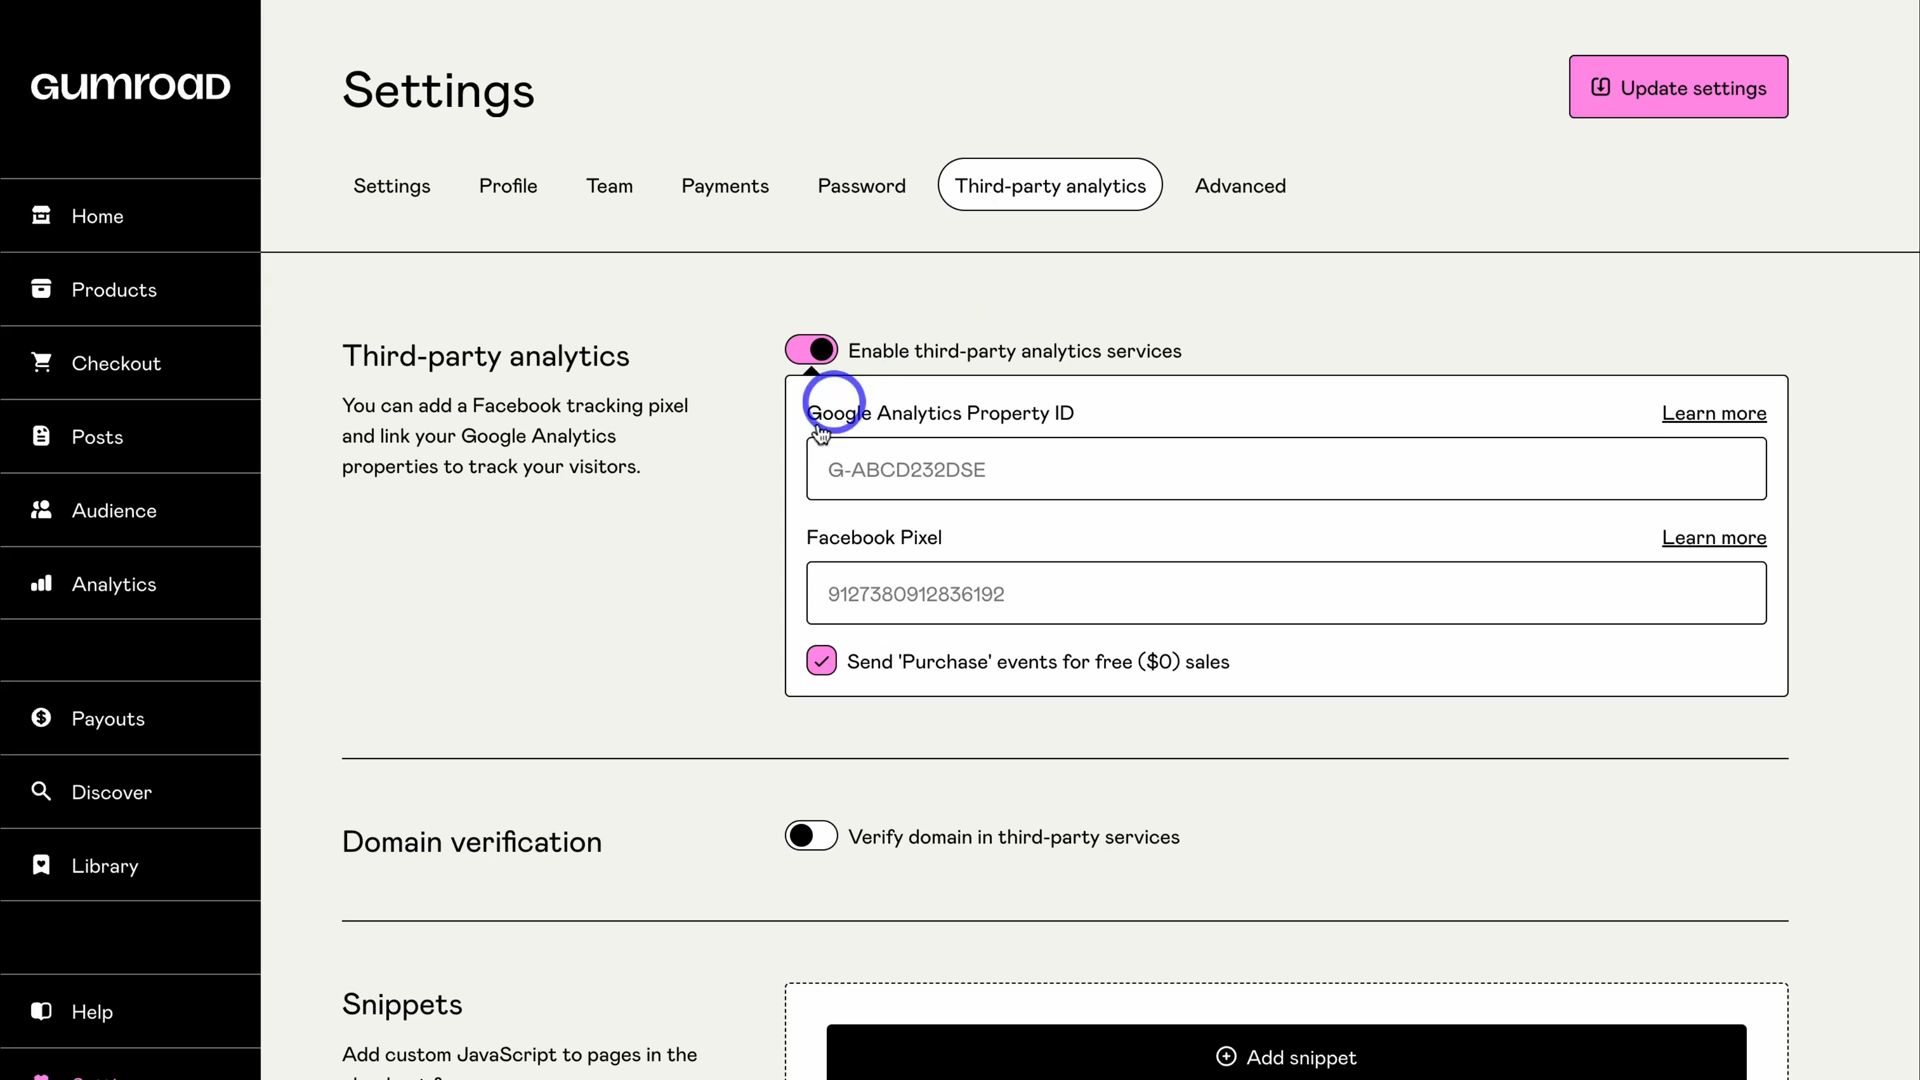 GUMROAD
Home
Products
Checkout
Posts
Audience
Analytics
Payouts
Discover
Library
Help
Settings
Update settings
Settings
Profile
Team
Payments
Password
Third-party analytics
Advanced
Third-party analytics
You can add a Facebook tracking pixel
and link your Google Analytics
properties to track your visitors.
Enable third-party analytics services
Google Analytics Property ID
Learn more
G-ABCD232DSE
Facebook Pixel
Learn more
9127380912836192
Send 'Purchase' events for free ($0) sales
Domain verification
Verify domain in third-party services
Snippets
Add custom JavaScript to pages in the
Add snippet